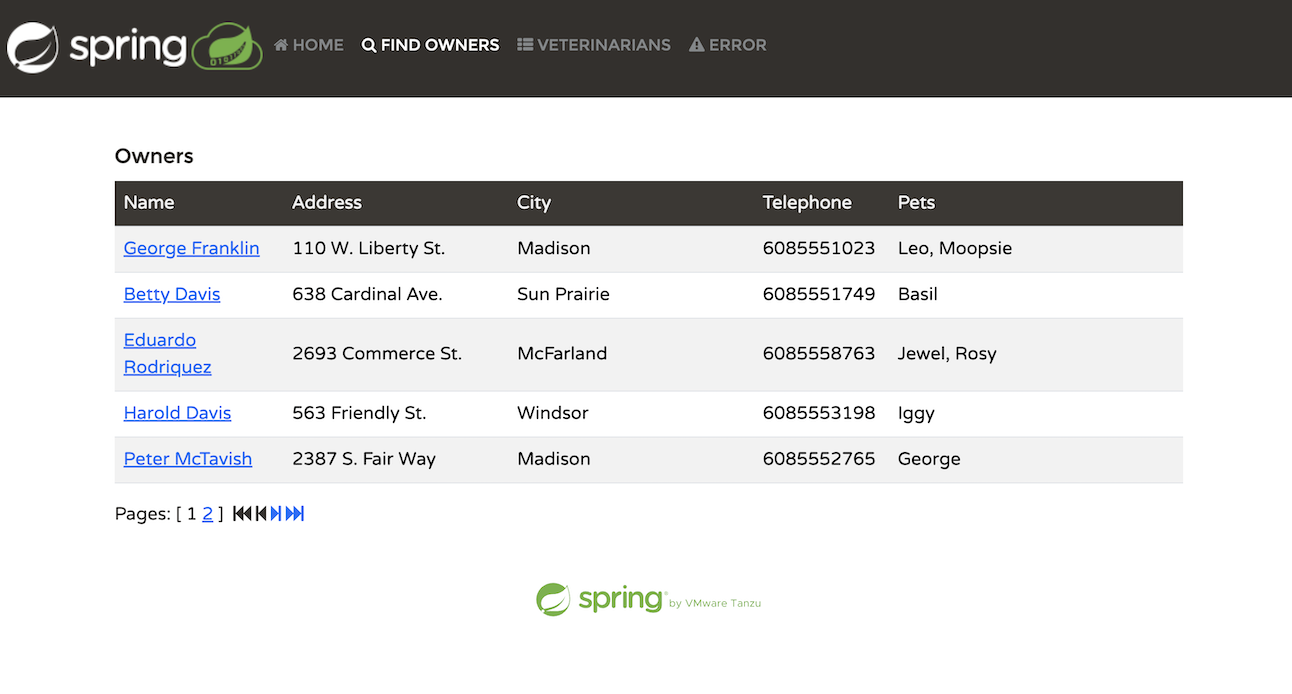 spring 01971 HOME FIND OWNERS VETERINARIANS ERROR
Owners
Name Address City Telephone Pets
George Franklin 110 W. Liberty St. Madison 6085551023 Leo, Moopsie
Betty Davis 638 Cardinal Ave. Sun Prairie 6085551749 Basil
Eduardo
Rodriquez 2693 Commerce St. McFarland 6085558763 Jewel, Rosy
Harold Davis 563 Friendly St. Windsor 6085553198 Iggy
Peter McTavish 2387 S. Fair Way Madison 6085552765 George
Pages: [ 1 2 ]
spring® by VMware Tanzu